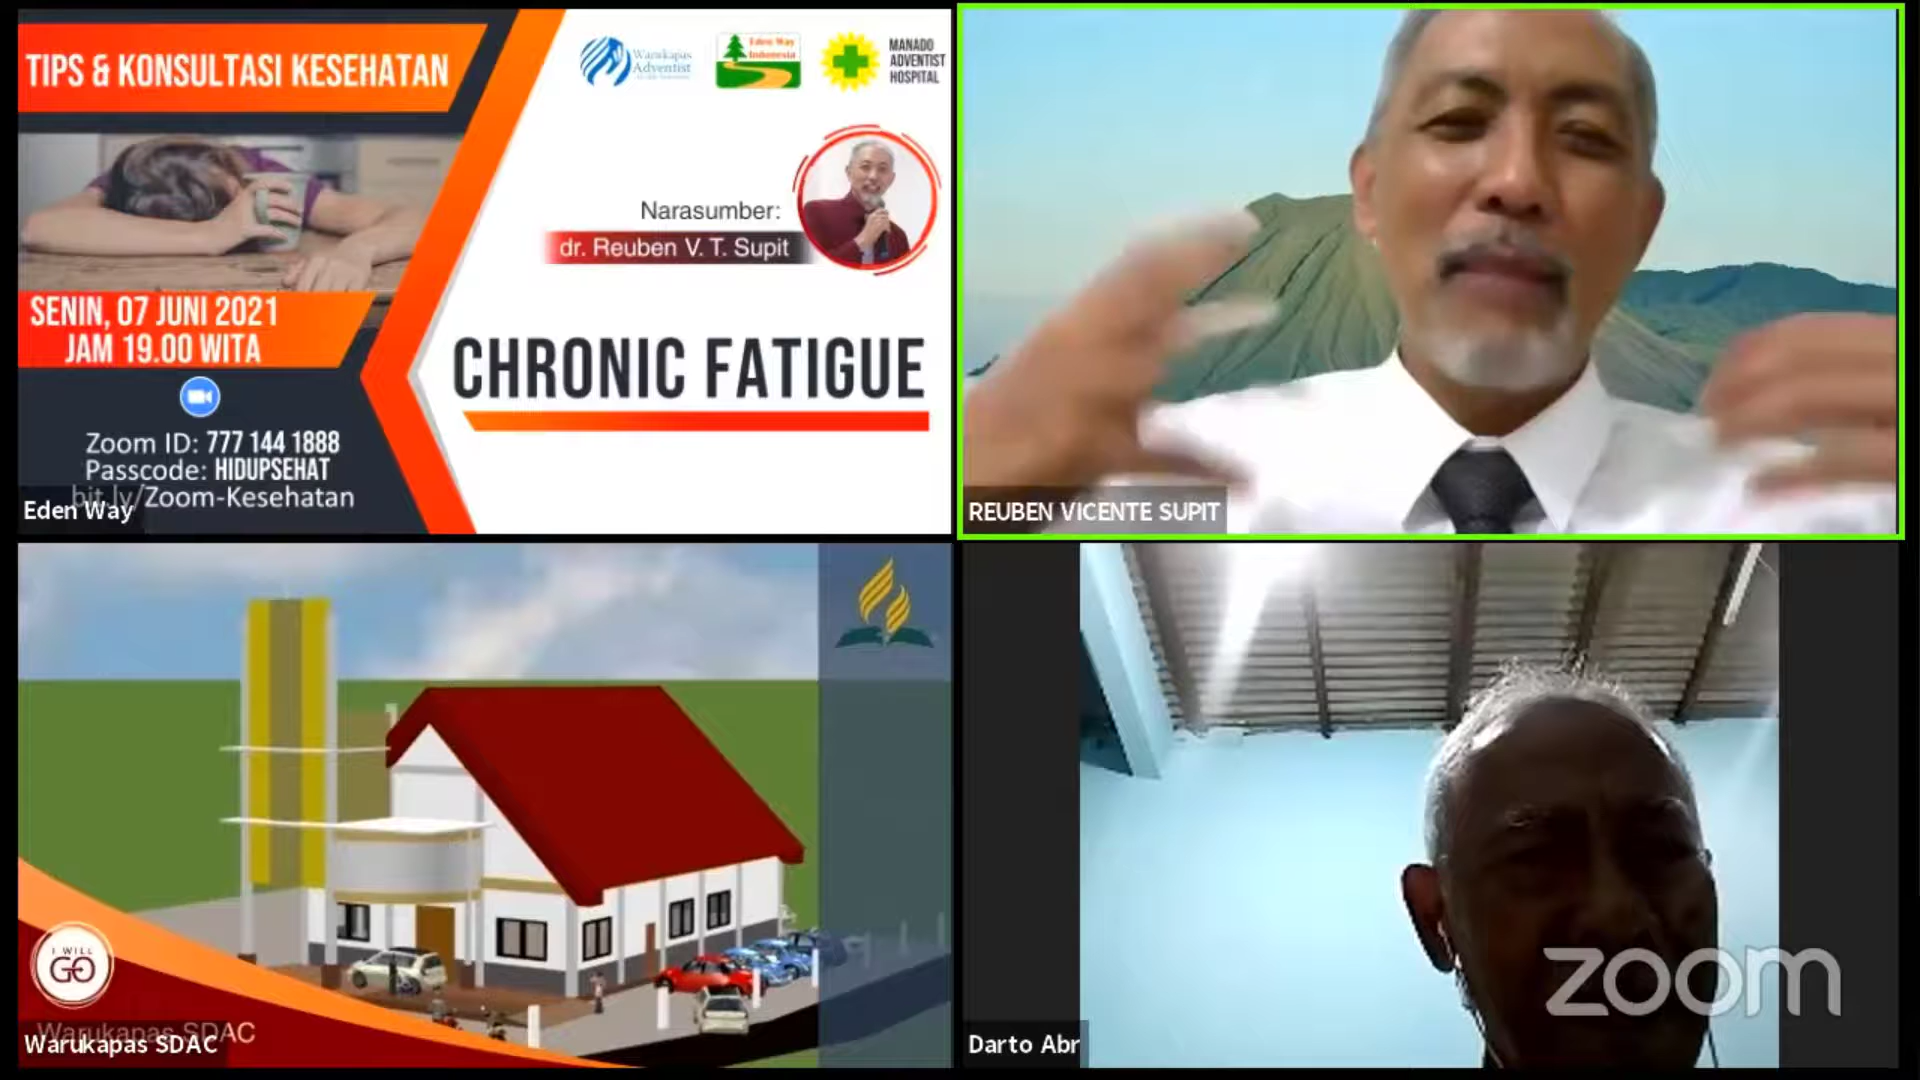 TIPS & KONSULTASI KESEHATAN
Warukapas
Adventist
Eden Way
Indonesia
MANADO
ADVENTIST
HOSPITAL
Narasumber:
dr. Reuben V. T. Supit
SENIN, 07 JUNI 2021
JAM 19.00 WITA
CHRONIC FATIGUE
Zoom ID: 777 144 1888
Passcode: HIDUPSEHAT
bit.ly/Zoom-Kesehatan
Eden Way
REUBEN VICENTE SUPIT
I WILL
GO
Warukapas SDAC
Warukapas SDAC
Darto Abr
zoom